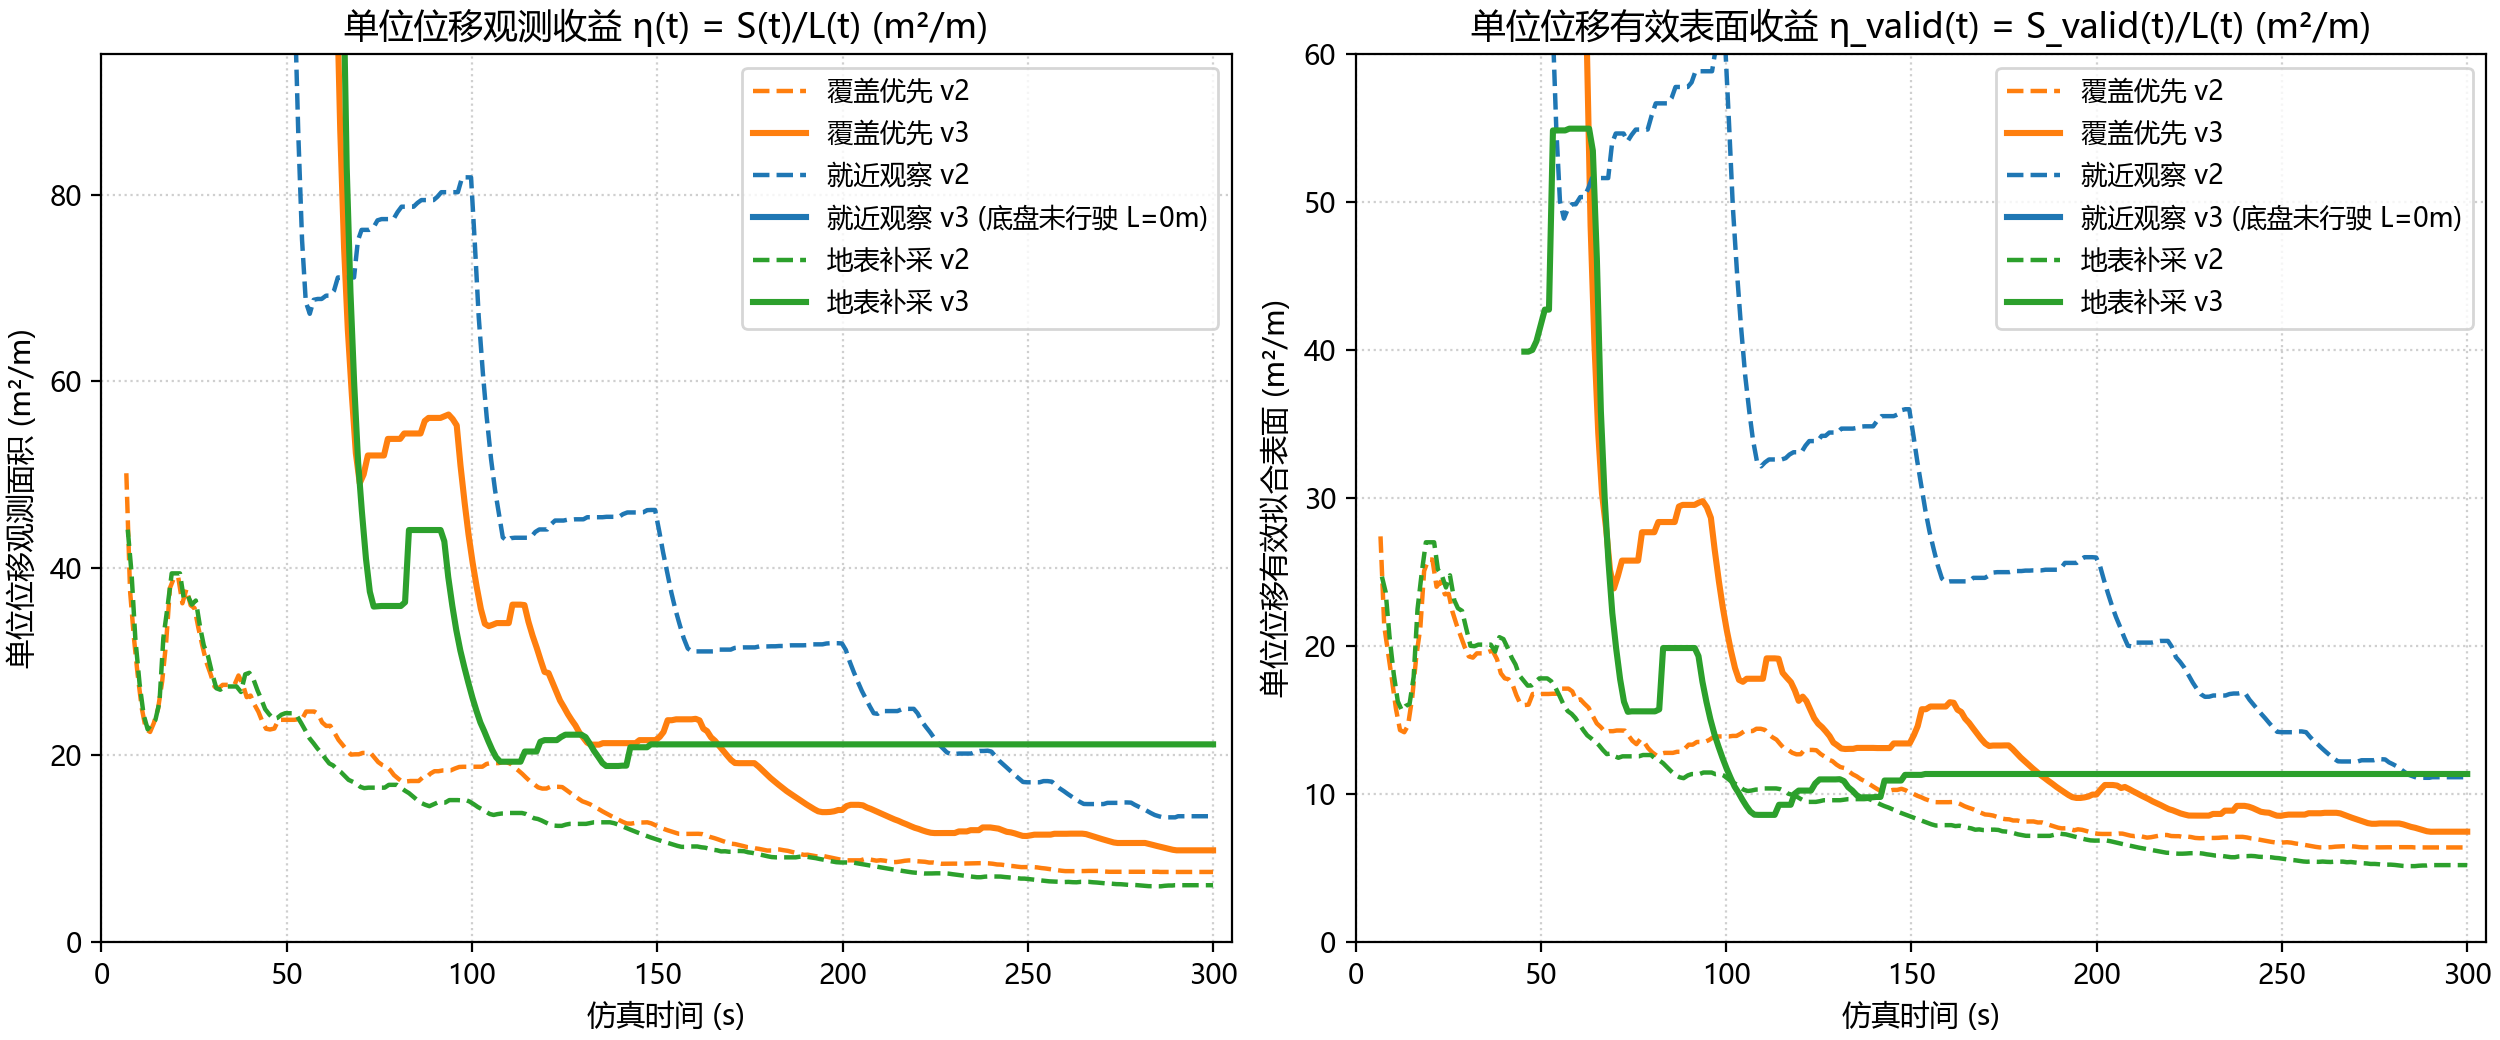 单位位移观测收益 η(t) = S(t)/L(t) (m²/m)
单位位移观测面积 (m²/m)
80
60
40
20
0
覆盖优先 v2
覆盖优先 v3
就近观察 v2
就近观察 v3 (底盘未行驶 L=0m)
地表补采 v2
地表补采 v3
0 50 100 150 200 250 300
仿真时间 (s)
单位位移有效表面收益 η_valid(t) = S_valid(t)/L(t) (m²/m)
单位位移有效拟合表面 (m²/m)
60
50
40
30
20
10
0
覆盖优先 v2
覆盖优先 v3
就近观察 v2
就近观察 v3 (底盘未行驶 L=0m)
地表补采 v2
地表补采 v3
0 50 100 150 200 250 300
仿真时间 (s)